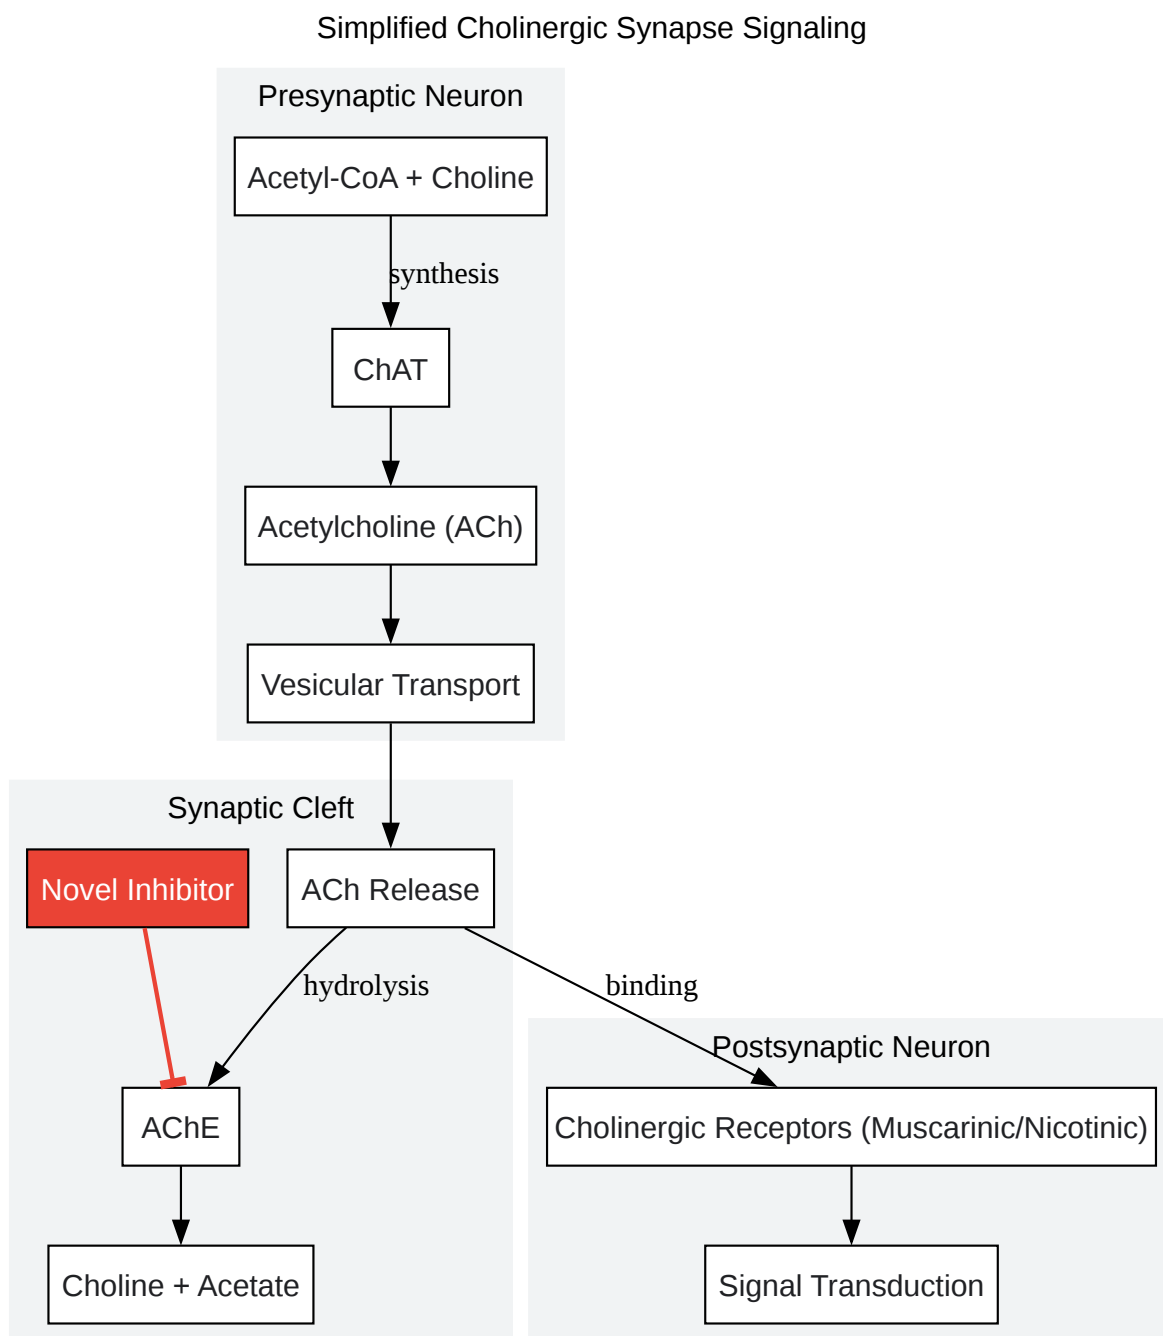 Simplified Cholinergic Synapse Signaling
Presynaptic Neuron
Acetyl-CoA + Choline
synthesis
ChAT
Acetylcholine (ACh)
Vesicular Transport
Synaptic Cleft
Novel Inhibitor
ACh Release
hydrolysis
binding
Postsynaptic Neuron
AChE
Cholinergic Receptors (Muscarinic/Nicotinic)
Choline + Acetate
Signal Transduction